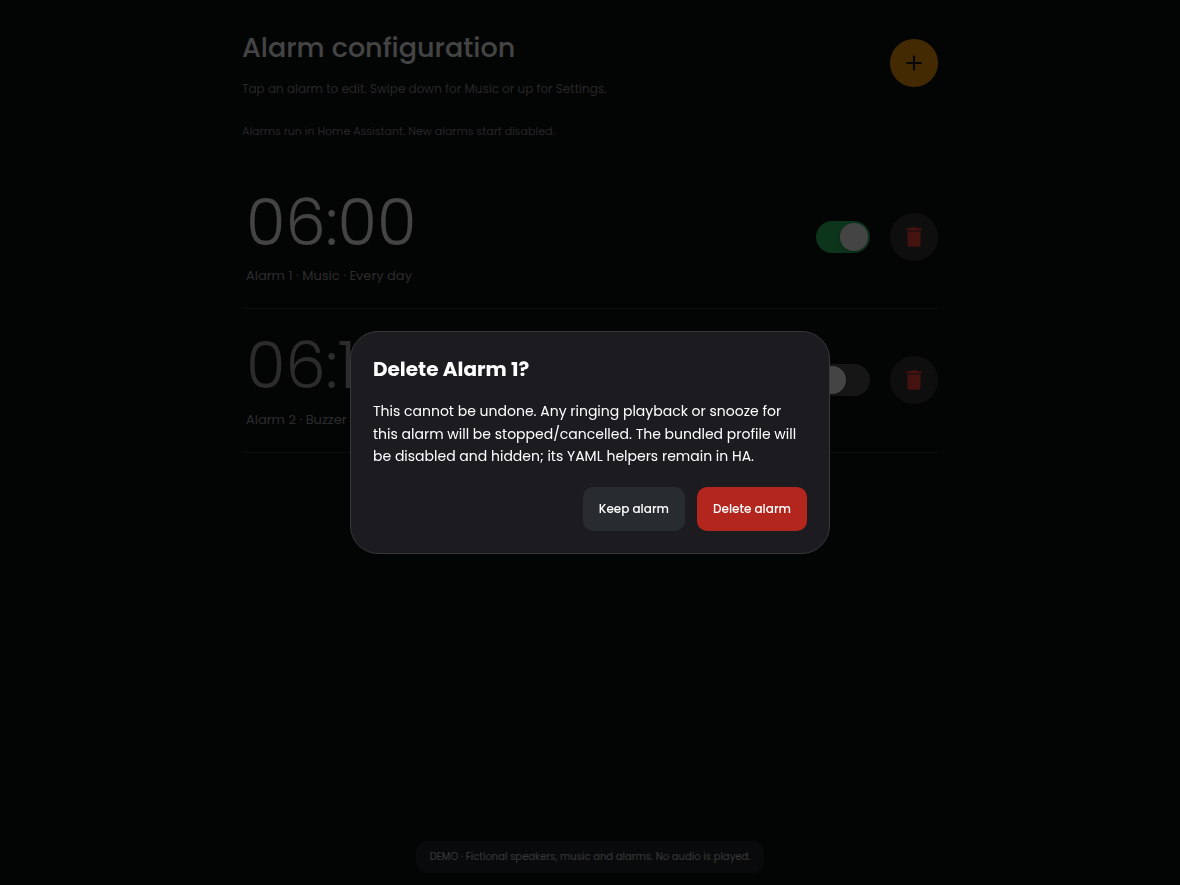 Alarm configuration
Tap an alarm to edit. Swipe down for Music or up for Settings.
Alarms run in Home Assistant. New alarms start disabled.
06:00
Alarm 1 · Music · Every day
06:1
Alarm 2 · Buzzer
Delete Alarm 1?
This cannot be undone. Any ringing playback or snooze for
this alarm will be stopped/cancelled. The bundled profile will
be disabled and hidden; its YAML helpers remain in HA.
Keep alarm
Delete alarm
DEMO · Fictional speakers, music and alarms. No audio is played.